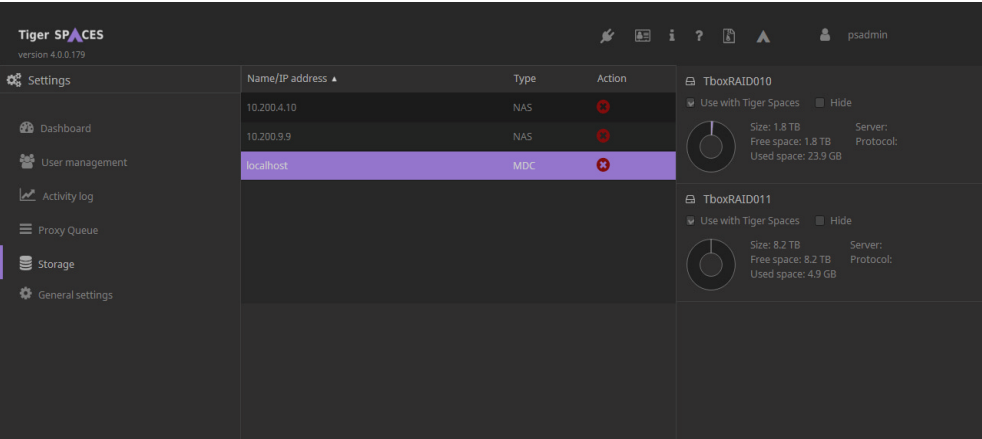 Tiger SPACES
version 4.0.0.179
? psadmin
Settings
Name/IP address ▲ Type Action
10.200.4.10 NAS
10.200.9.9 NAS
localhost MDC
Dashboard
User management
Activity log
Proxy Queue
Storage
General settings
TboxRAID010
Use with Tiger Spaces Hide
Size: 1.8 TB Server:
Free space: 1.8 TB Protocol:
Used space: 23.9 GB
TboxRAID011
Use with Tiger Spaces Hide
Size: 8.2 TB Server:
Free space: 8.2 TB Protocol:
Used space: 4.9 GB